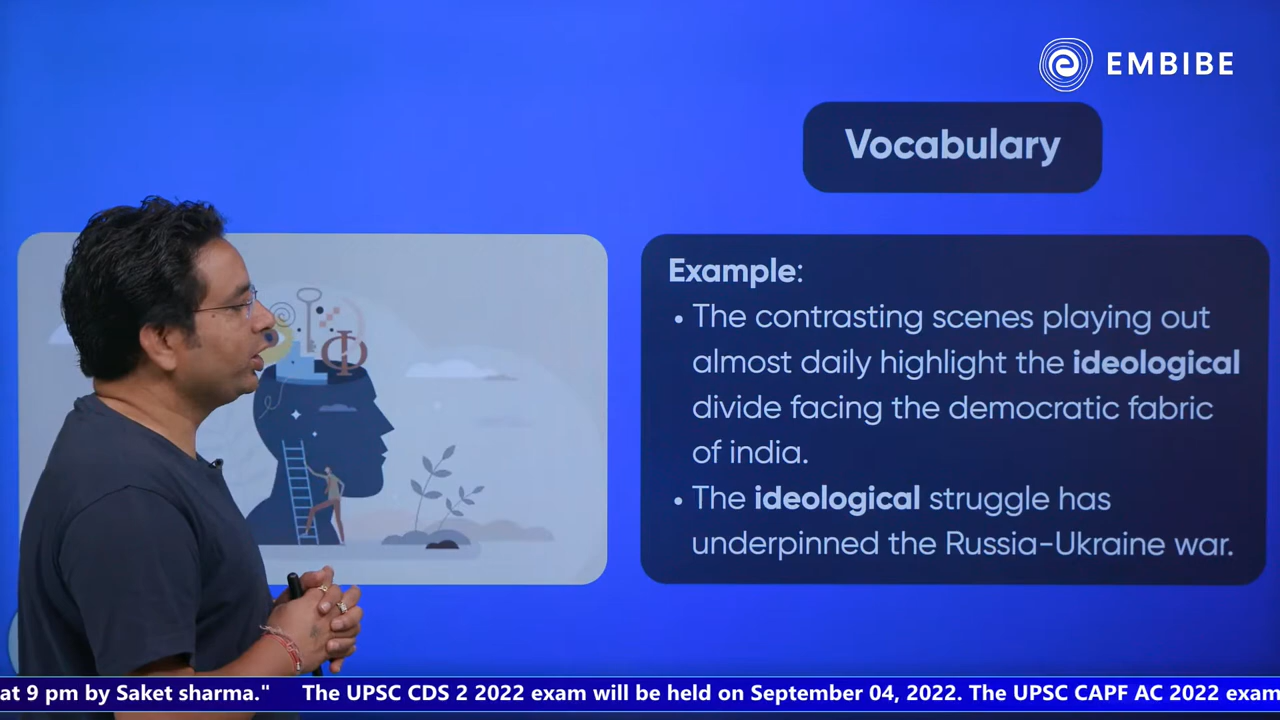 EMBIBE
Vocabulary
Example:
• The contrasting scenes playing out
almost daily highlight the ideological
divide facing the democratic fabric
of india.
• The ideological struggle has
underpinned the Russia-Ukraine war.
at 9 pm by Saket sharma." The UPSC CDS 2 2022 exam will be held on September 04, 2022. The UPSC CAPF AC 2022 exam